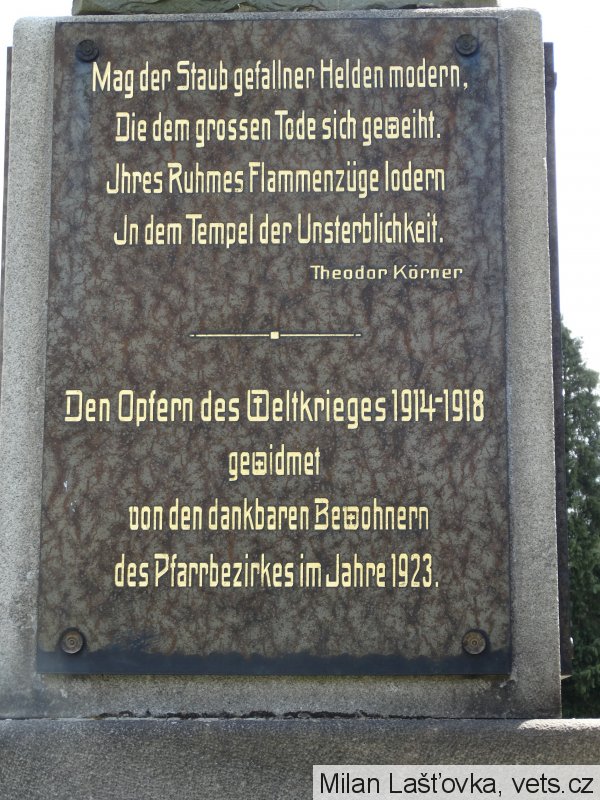 Mag der Staub gefallner Helden modern,
Die dem grossen Tode sich geweiht.
Jhres Ruhmes Flammenzüge lodern
Jn dem Tempel der Unsterblichkeit.
Theodor Körner
Den Opfern des Weltkrieges 1914-1918
gewidmet
von den dankbaren Bewohnern
des Pfarrbezirkes im Jahre 1923.
Milan Lašťovka, vets.cz